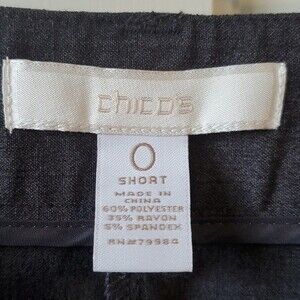 chico's
0
SHORT
MADE IN
CHINA
60% POLYESTER
35% RAYON
5% SPANDEX
RN#79984